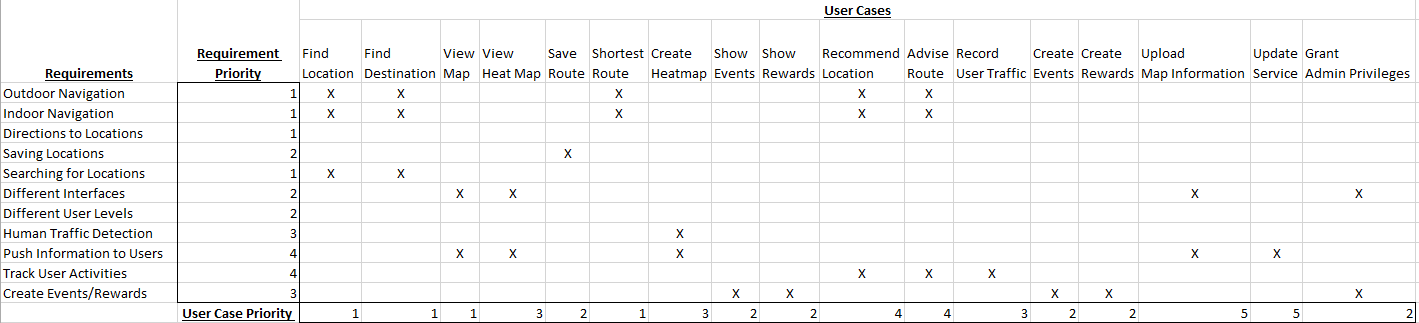 User Cases
Requirement Find Find View View Save Shortest Create Show Show Recommend Advise Record Create Create Upload Update Grant
Requirements Priority Location Destination Map Heat Map Route Route Heatmap Events Rewards Location Route User Traffic Events Rewards Map Information Service Admin Privileges
Outdoor Navigation 1 X X X X X
Indoor Navigation 1 X X X X X
Directions to Locations 1
Saving Locations 2 X
Searching for Locations 1 X X
Different Interfaces 2 X X X X
Different User Levels 2
Human Traffic Detection 3 X
Push Information to Users 4 X X X X X
Track User Activities 4 X X X
Create Events/Rewards 3 X X X X X
User Case Priority 1 1 1 3 2 1 3 2 2 4 4 3 2 2 5 5 2